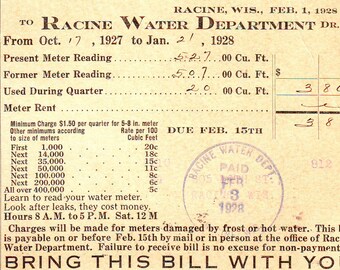 RACINE, WIS., FEB. 1, 1928
TO RACINE WATER DEPARTMENT DR.
From Oct. 17, 1927 to Jan. 21, 1928
Present Meter Reading 527 00 Cu. Ft.
Former Meter Reading 507 00 Cu. Ft. $
Used During Quarter 20 00 Cu. Ft. 3 80
Meter Rent
Minimum Charge $1.50 per quarter for 5-8 in. meter
Other minimums according to size of meters
Rate per 100 Cubic Feet
3 8
DUE FEB. 15TH
First 1,000 20c
Next 14,000 18c
Next 35,000 15c
Next 50,000 11c
Next 100,000 8c
Next 200,000 6c
All over 400,000 5c
RACINE WATER DEPT.
PAID
FEB
3
1928
912
Learn to read your water meter.
Look after leaks, they cost money.
Hours 8 A.M. to 5 P.M. Sat. 12 M
Charges will be made for meters damaged by frost or hot water. This b
is payable on or before Feb. 15th by mail or in person at the office of Rac
Water Department. Failure to receive bill is no excuse for non-payment
BRING THIS BILL WITH YO